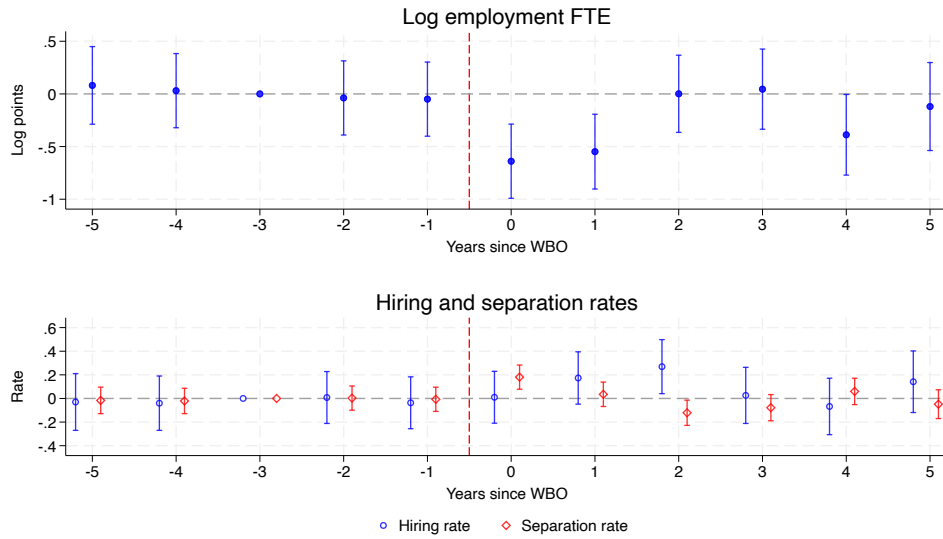 Log employment FTE
.5
0
-.5
-1
Log points
-5 -4 -3 -2 -1 0 1 2 3 4 5
Years since WBO
Hiring and separation rates
.6
.4
.2
0
-.2
-.4
Rate
-5 -4 -3 -2 -1 0 1 2 3 4 5
Years since WBO
Hiring rate Separation rate